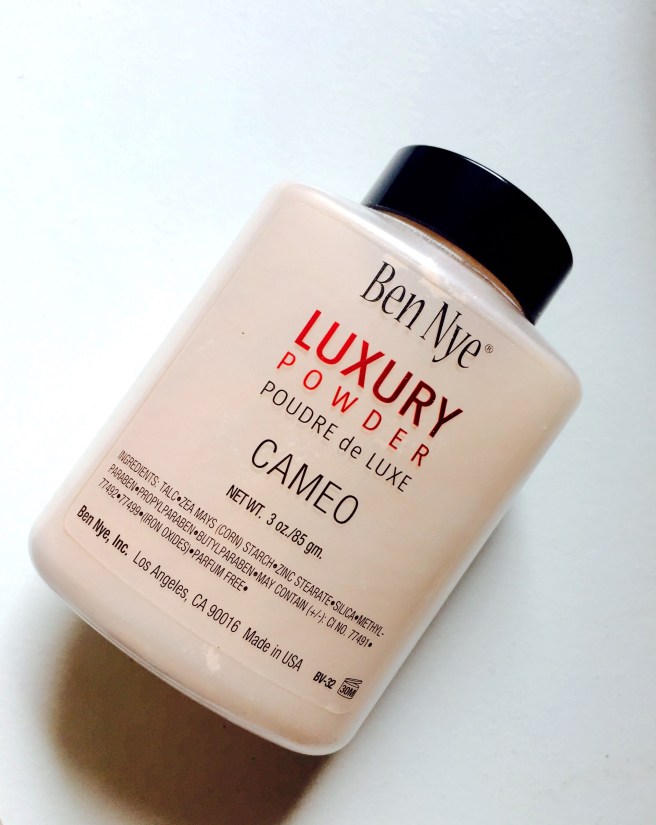 Ben Nye®
LUXURY
POWDER
POUDRE de LUXE
CAMEO
NET WT. 3 oz./85 gm.
INGREDIENTS: TALC•ZEA MAYS (CORN) STARCH•ZINC STEARATE•SILICA•METHYL-
PARABEN•PROPYLPARABEN•BUTYLPARABEN•MAY CONTAIN (+/-): CI NO. 77491•
77492•77499•(IRON OXIDES)•PARFUM FREE•
Ben Nye, Inc. Los Angeles, CA 90016 Made in USA
BV-32 30M